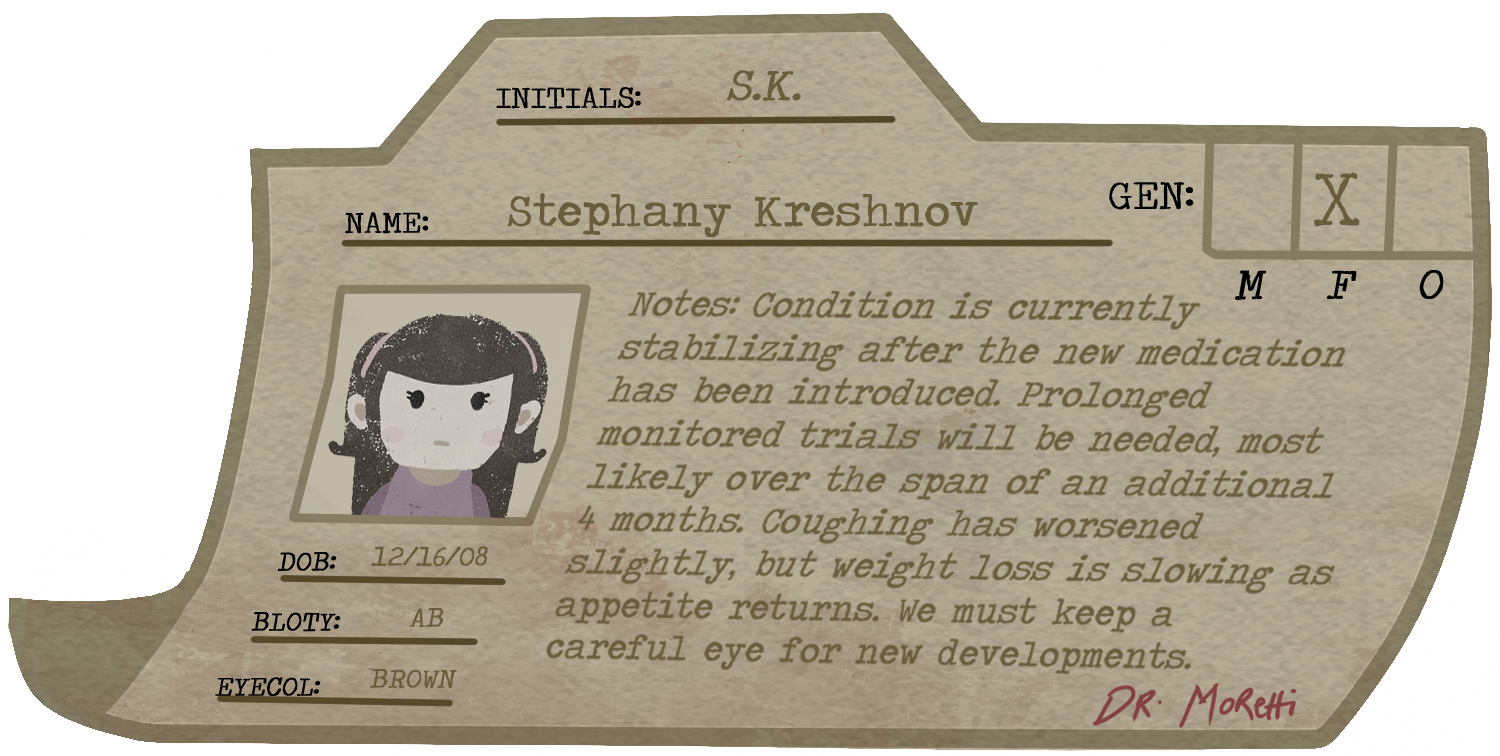 INITIALS: S.K.
NAME: Stephany Kreshnov
GEN: X
M F O
Notes: Condition is currently
stabilizing after the new medication
has been introduced. Prolonged
monitored trials will be needed, most
likely over the span of an additional
4 months. Coughing has worsened
slightly, but weight loss is slowing as
appetite returns. We must keep a
careful eye for new developments.
DOB: 12/16/08
BLOTY: AB
EYECOL: BROWN
DR. MORETTI